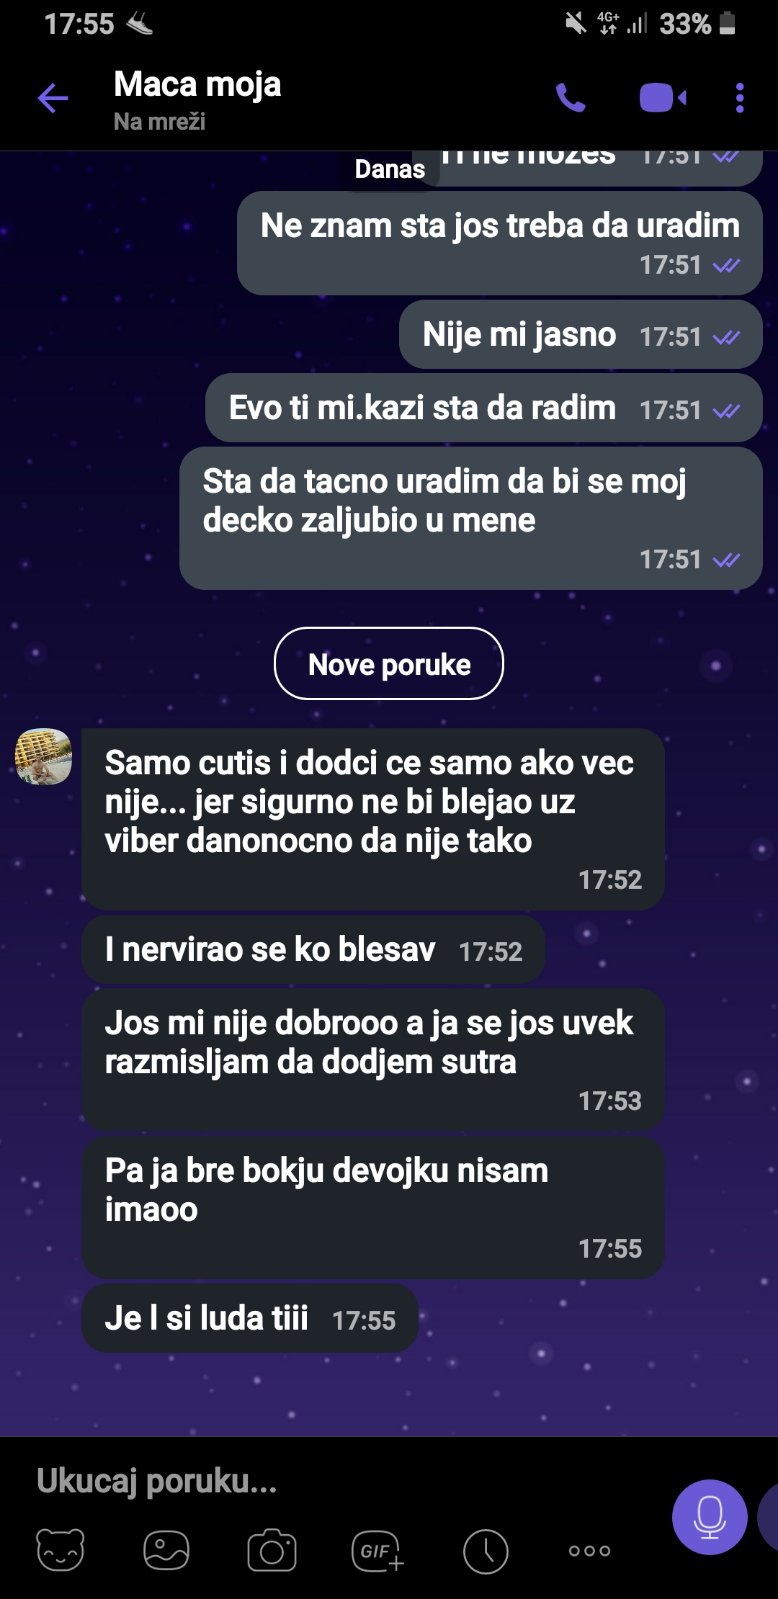 17:55 4G+ 33%
Maca moja
Na mreži
Ti ne mozes 17:51
Danas
Ne znam sta jos treba da uradim
17:51
Nije mi jasno 17:51
Evo ti mi.kazi sta da radim 17:51
Sta da tacno uradim da bi se moj
decko zaljubio u mene
17:51
Nove poruke
Samo cutis i dodci ce samo ako vec
nije... jer sigurno ne bi blejao uz
viber danonocno da nije tako
17:52
I nervirao se ko blesav 17:52
Jos mi nije dobrooo a ja se jos uvek
razmisljam da dodjem sutra
17:53
Pa ja bre bokju devojku nisam
imaoo
17:55
Je l si luda tiii 17:55
Ukucaj poruku...
GIF